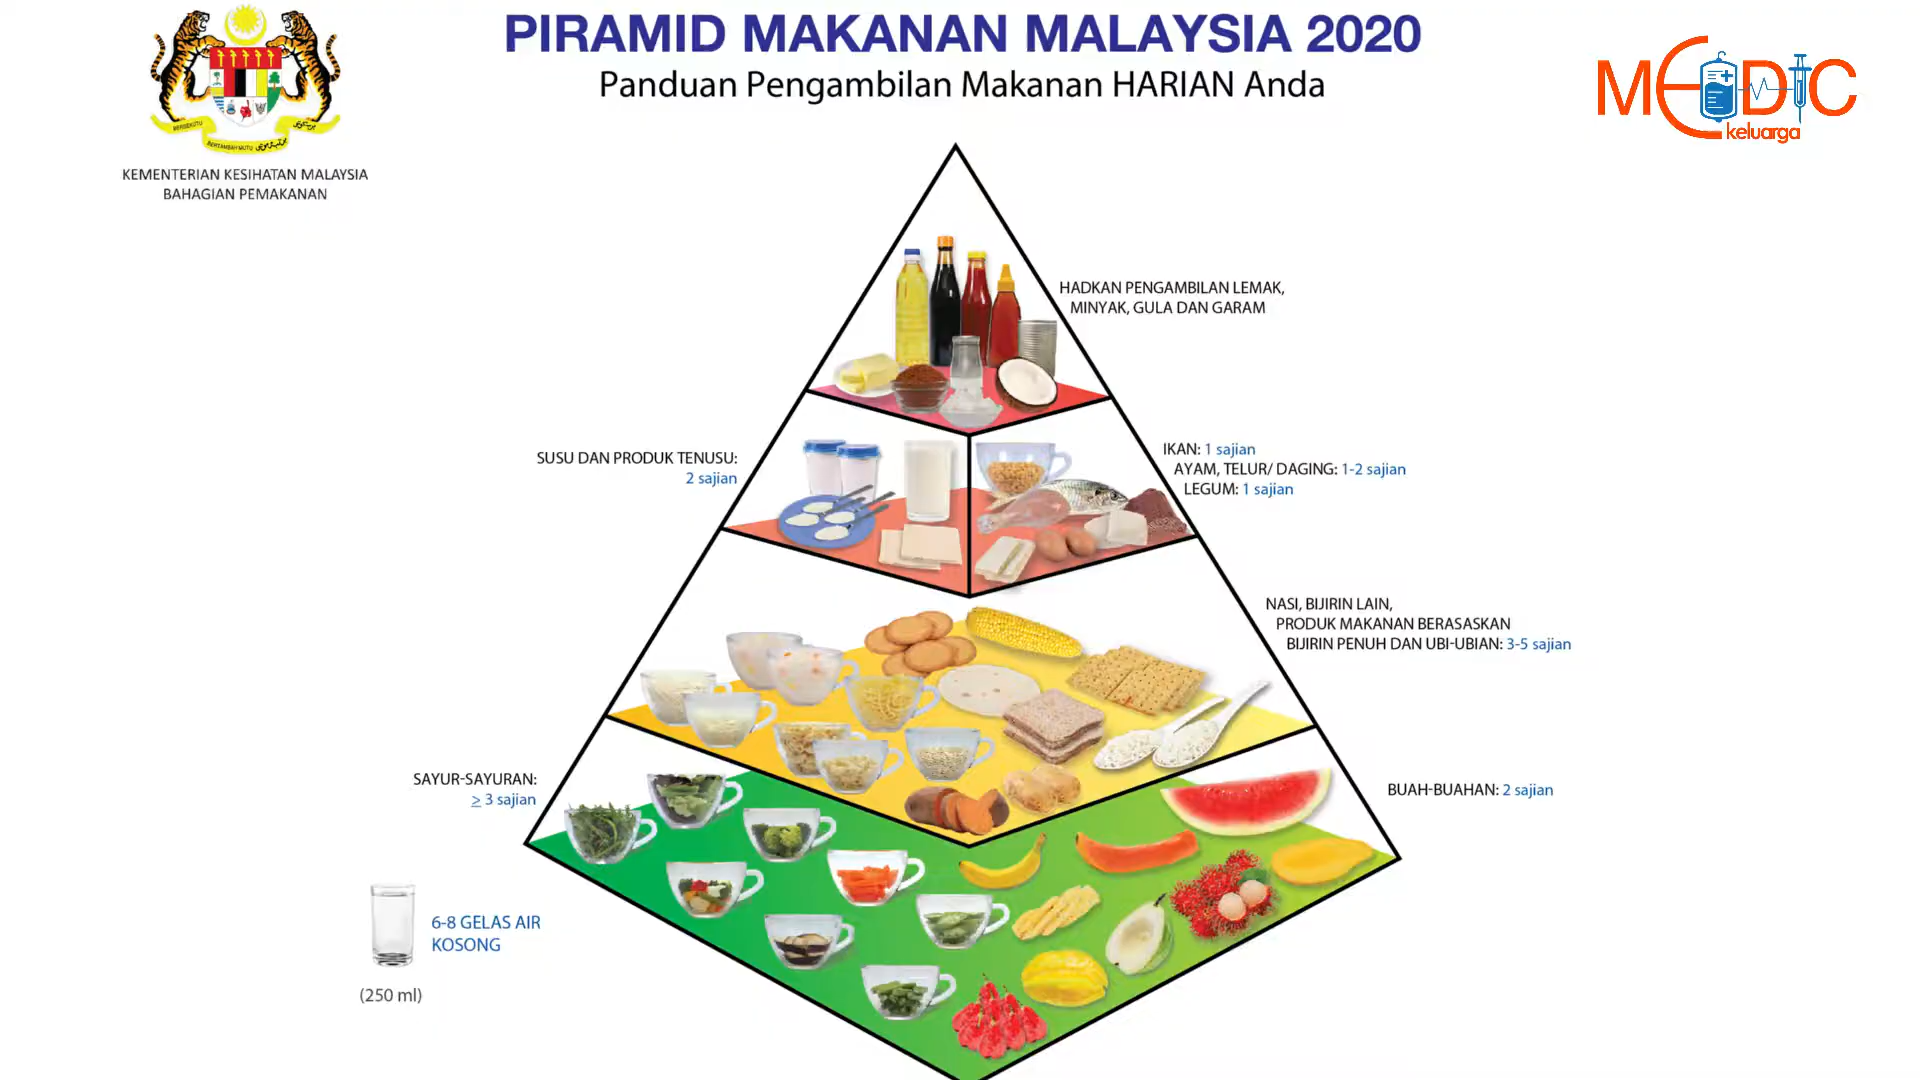 PIRAMID MAKANAN MALAYSIA 2020
Panduan Pengambilan Makanan HARIAN Anda
BERSEKUTU
BERTAMBAH MUTU
KEMENTERIAN KESIHATAN MALAYSIA
BAHAGIAN PEMAKANAN
MEDIC
keluarga
HADKAN PENGAMBILAN LEMAK,
MINYAK, GULA DAN GARAM
SUSU DAN PRODUK TENUSU:
2 sajian
IKAN: 1 sajian
AYAM, TELUR/ DAGING: 1-2 sajian
LEGUM: 1 sajian
NASI, BIJIRIN LAIN,
PRODUK MAKANAN BERASASKAN
BIJIRIN PENUH DAN UBI-UBIAN: 3-5 sajian
SAYUR-SAYURAN:
≥ 3 sajian
BUAH-BUAHAN: 2 sajian
6-8 GELAS AIR
KOSONG
(250 ml)